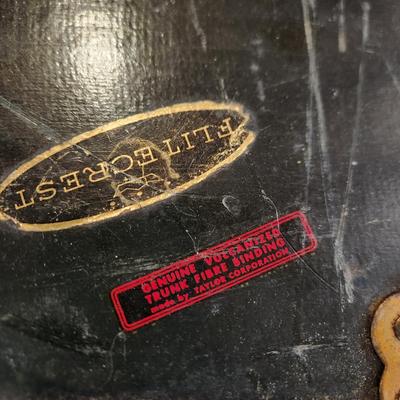 ELITECREST
GENUINE VULCANIZED
TRUNK FIBRE BINDING
made by TAYLOR CORPORATION